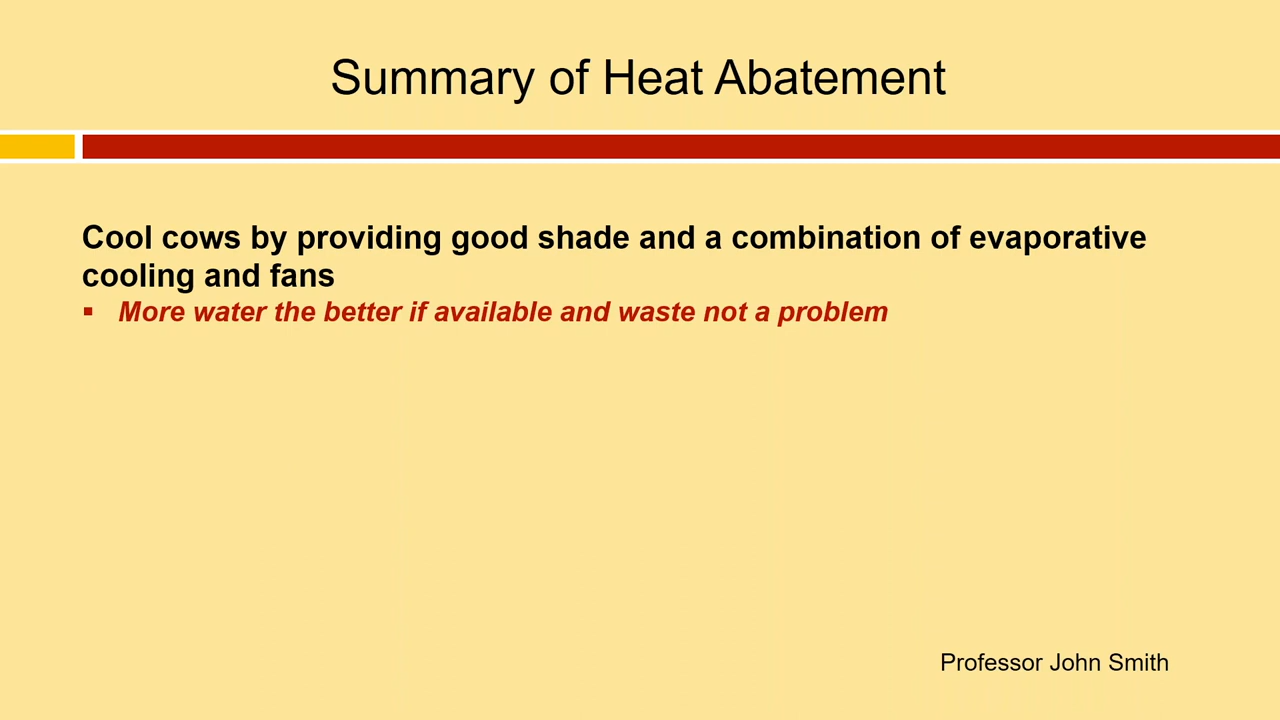 Summary of Heat Abatement
Cool cows by providing good shade and a combination of evaporative
cooling and fans
▪ More water the better if available and waste not a problem
Professor John Smith